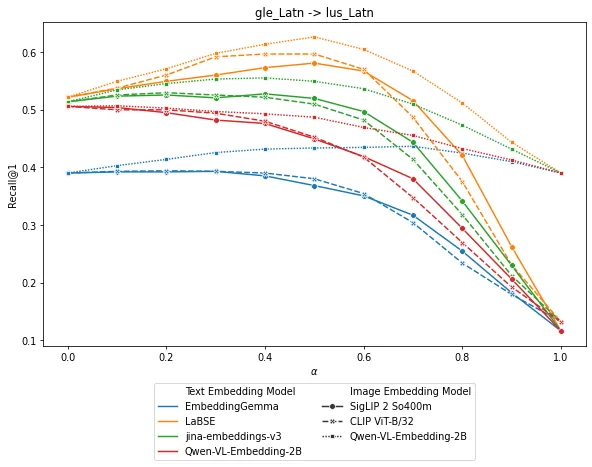 gle_Latn -> lus_Latn
Recall@1
0.6
0.5
0.4
0.3
0.2
0.1
0.0 0.2 0.4 0.6 0.8 1.0
α
Text Embedding Model Image Embedding Model
EmbeddingGemma SigLIP 2 So400m
LaBSE CLIP ViT-B/32
jina-embeddings-v3 Qwen-VL-Embedding-2B
Qwen-VL-Embedding-2B